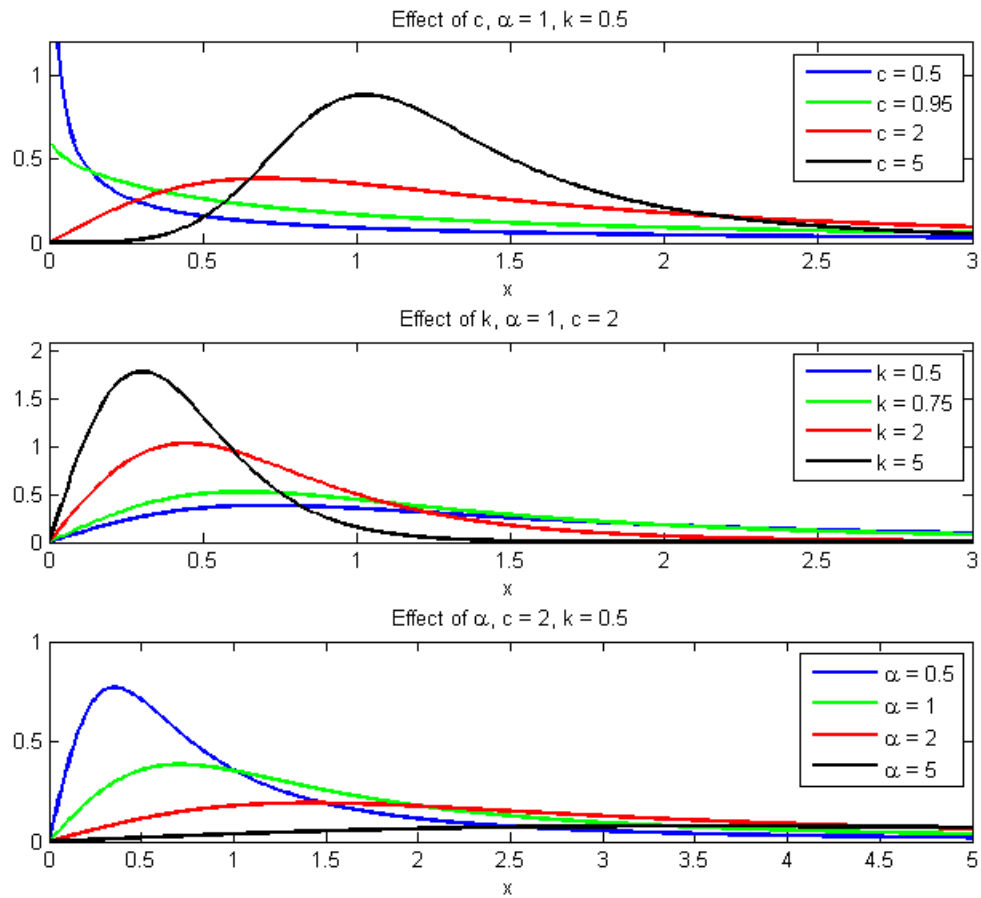 Effect of c, α = 1, k = 0.5
1
0.5
0
c = 0.5
c = 0.95
c = 2
c = 5
0 0.5 1 1.5 2 2.5 3
x
Effect of k, α = 1, c = 2
2
1.5
1
0.5
0
k = 0.5
k = 0.75
k = 2
k = 5
0 0.5 1 1.5 2 2.5 3
x
Effect of α, c = 2, k = 0.5
1
0.5
0
α = 0.5
α = 1
α = 2
α = 5
0 0.5 1 1.5 2 2.5 3 3.5 4 4.5 5
x